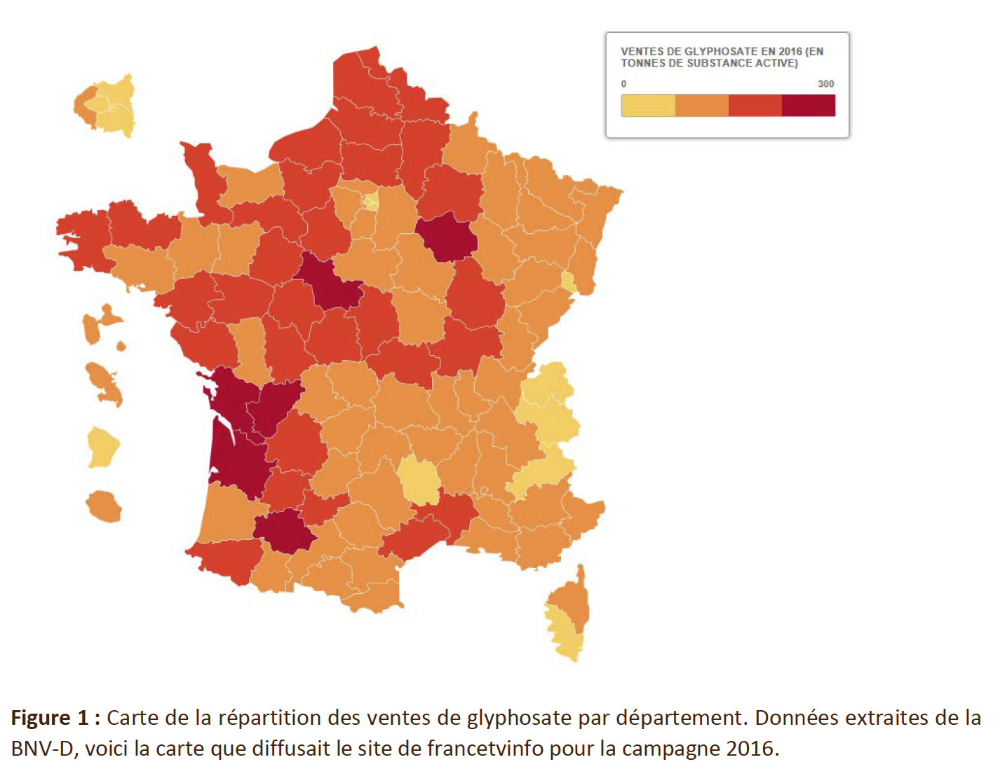 VENTES DE GLYPHOSATE EN 2016 (EN
TONNES DE SUBSTANCE ACTIVE)
0 300
Figure 1 : Carte de la répartition des ventes de glyphosate par département. Données extraites de la
BNV-D, voici la carte que diffusait le site de francetvinfo pour la campagne 2016.